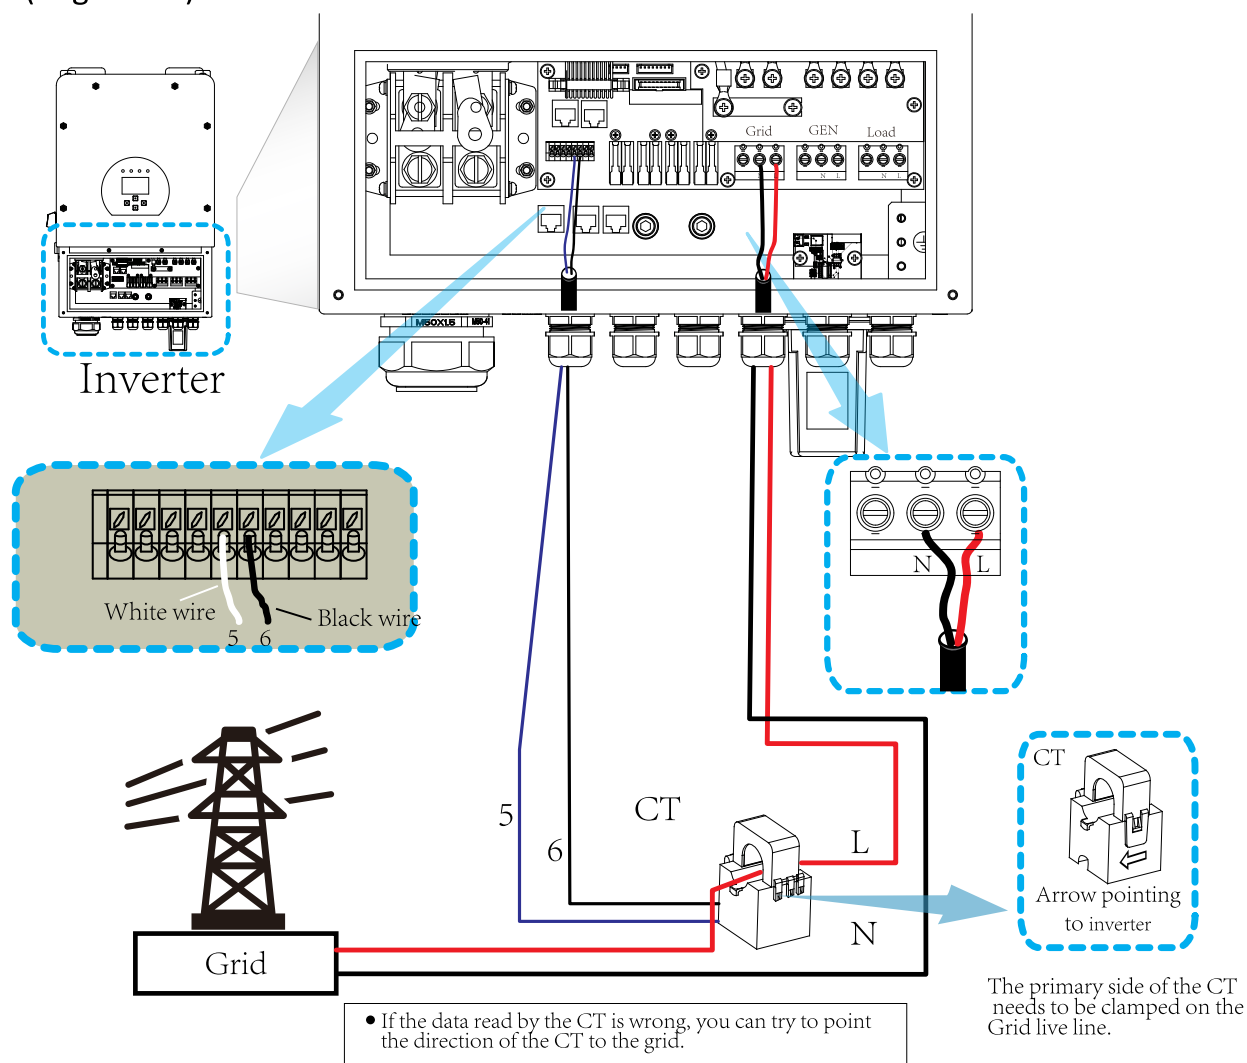 Grid
GEN
Load
N L
N L
M50X1.5
Inverter
N
L
White wire
Black wire
5 6
5
CT
6
L
N
CT
Arrow pointing
to inverter
Grid
The primary side of the CT
needs to be clamped on the
Grid live line.
● If the data read by the CT is wrong, you can try to point
the direction of the CT to the grid.